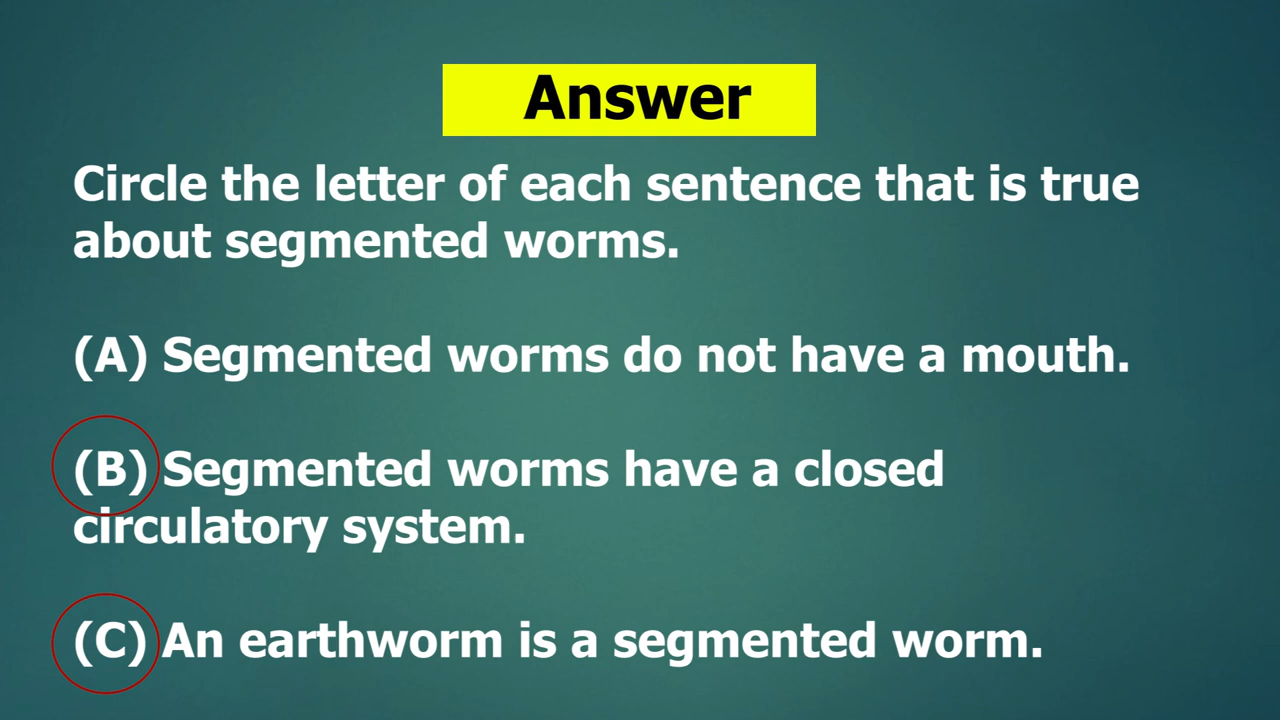 Answer
Circle the letter of each sentence that is true
about segmented worms.
(A) Segmented worms do not have a mouth.
(B) Segmented worms have a closed
circulatory system.
(C) An earthworm is a segmented worm.